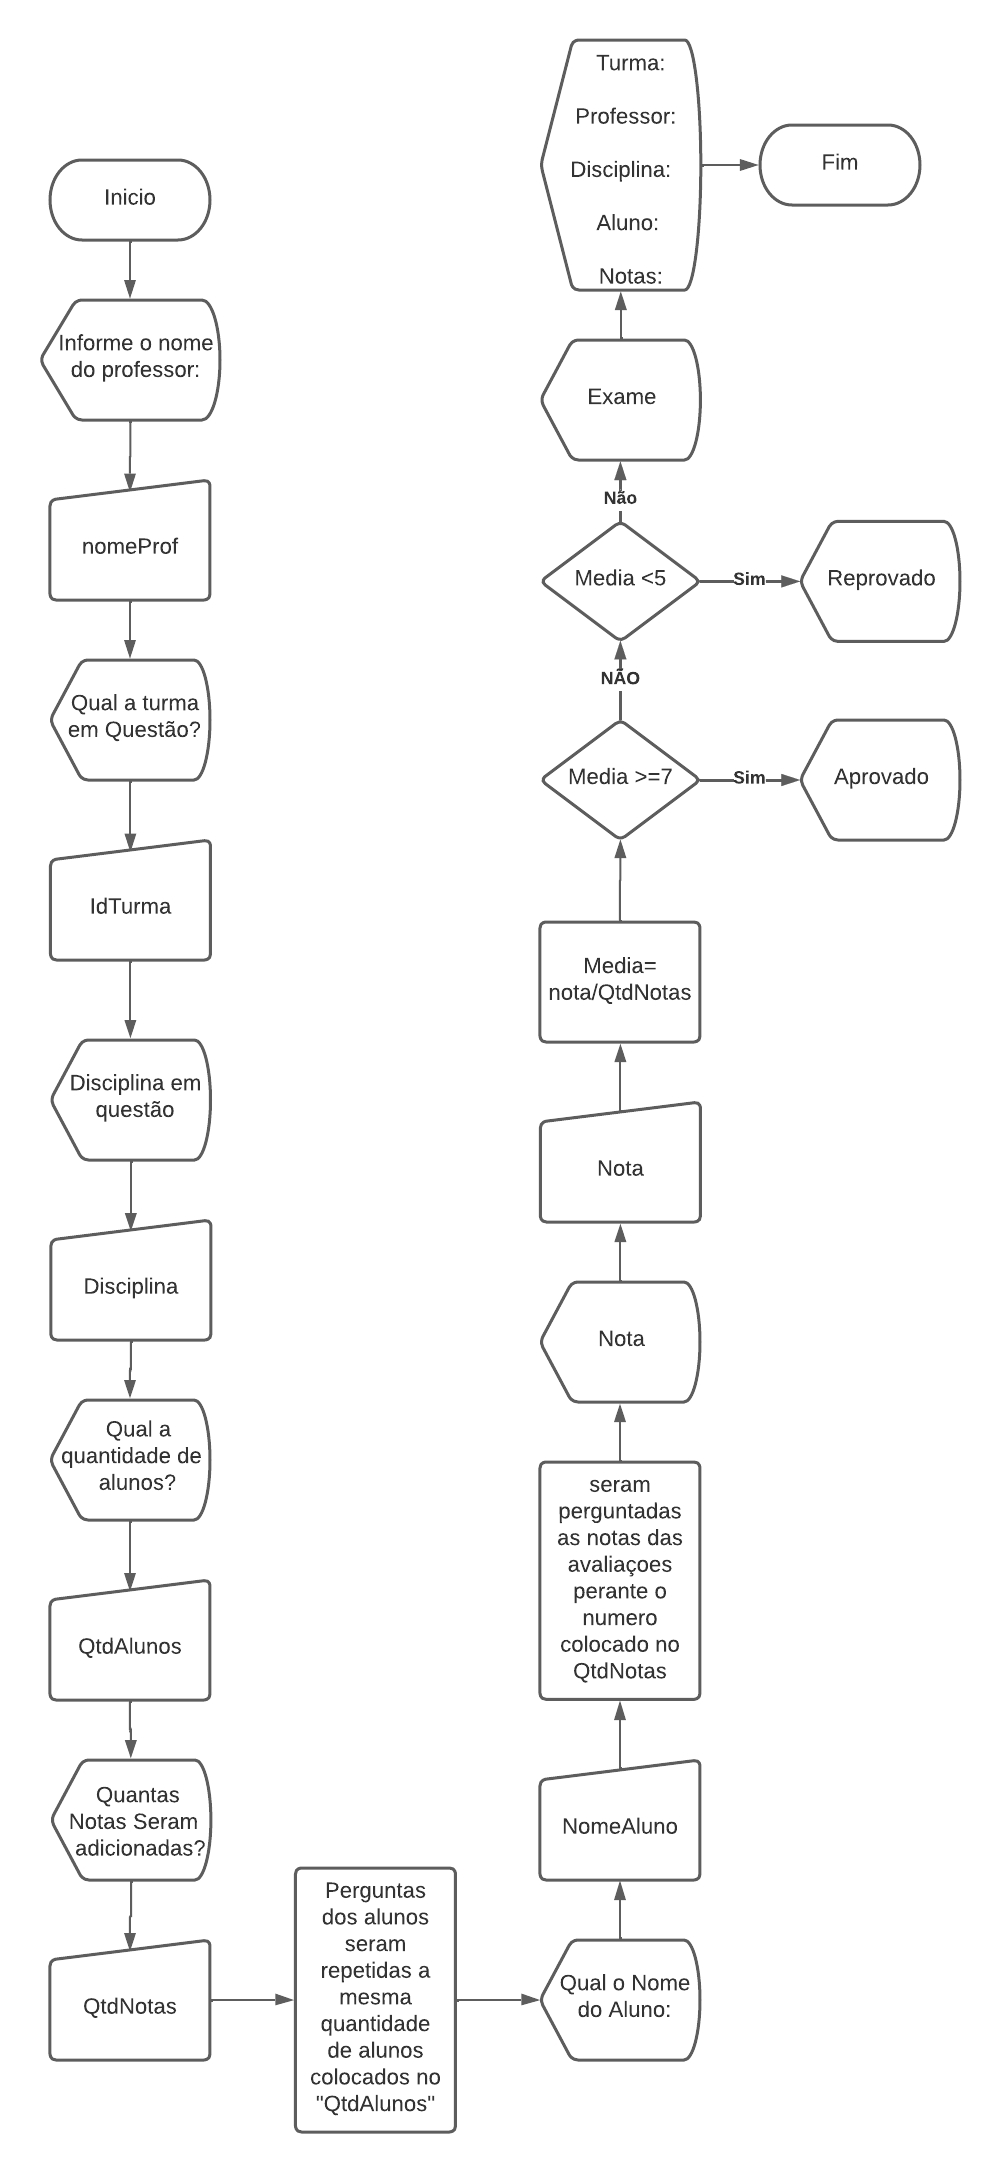 Inicio
Informe o nome
do professor:
nomeProf
Qual a turma
em Questão?
IdTurma
Disciplina em
questão
Disciplina
Qual a
quantidade de
alunos?
QtdAlunos
Quantas
Notas Seram
adicionadas?
QtdNotas
Perguntas
dos alunos
seram
repetidas a
mesma
quantidade
de alunos
colocados no
"QtdAlunos"
Qual o Nome
do Aluno:
NomeAluno
seram
perguntadas
as notas das
avaliaçoes
perante o
numero
colocado no
QtdNotas
Nota
Nota
Media=
nota/QtdNotas
Media >=7
Sim
Aprovado
NÃO
Media <5
Sim
Reprovado
Não
Exame
Turma:
Professor:
Disciplina:
Aluno:
Notas:
Fim